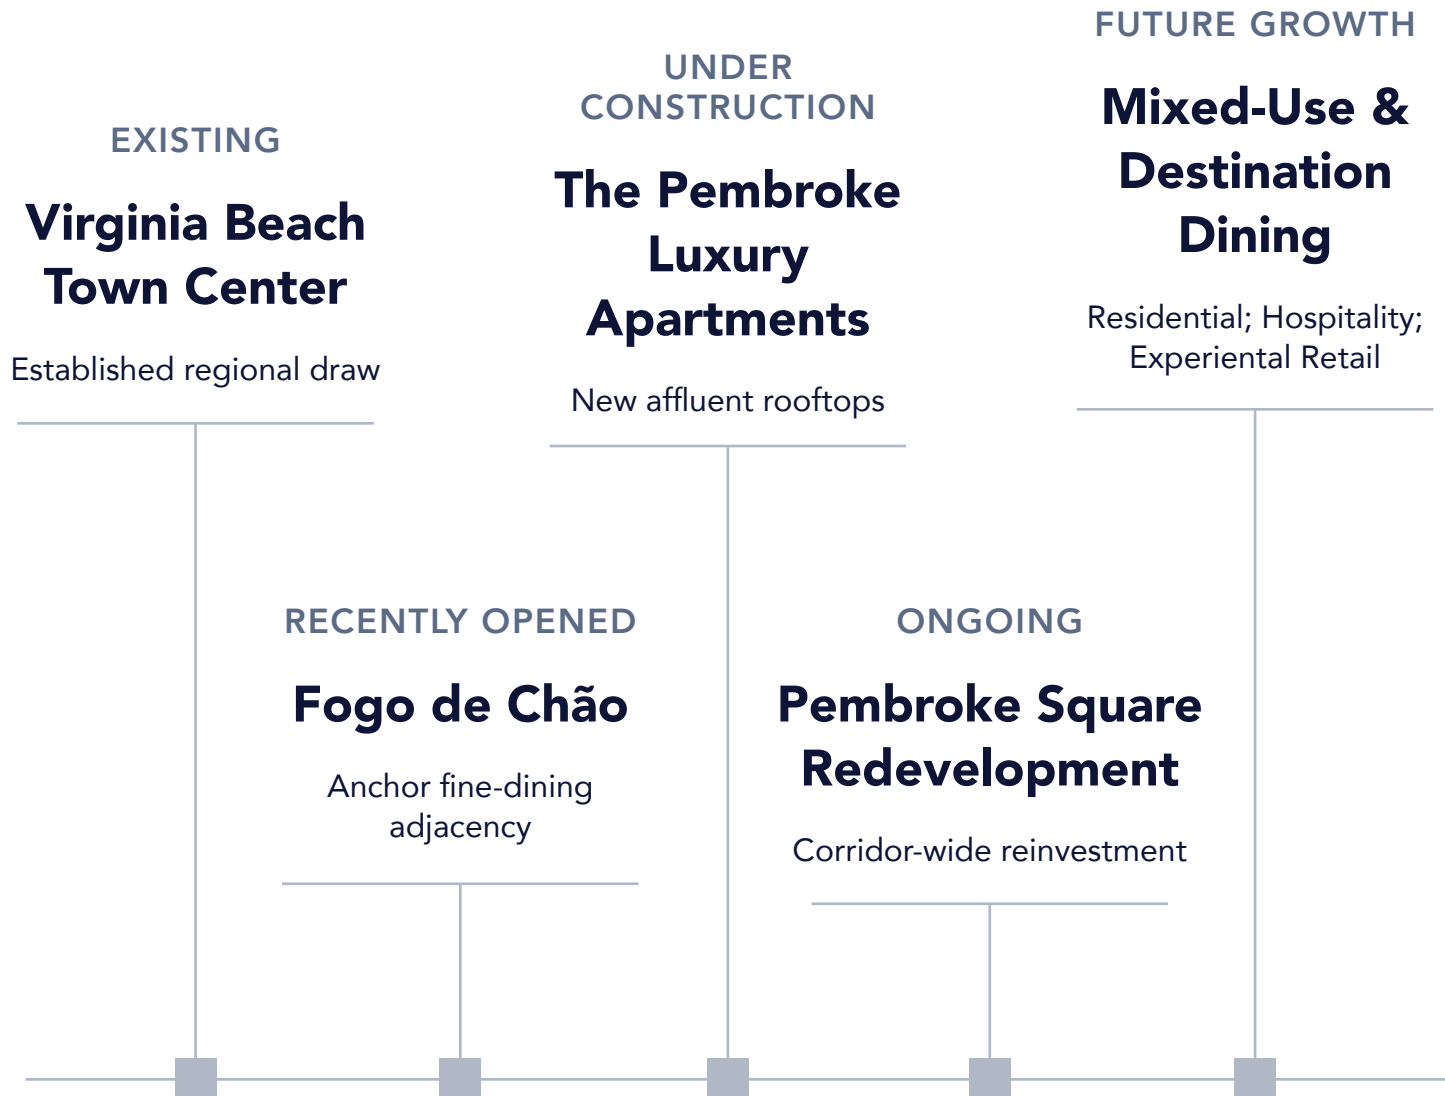 EXISTING
Virginia Beach
Town Center
Established regional draw
RECENTLY OPENED
Fogo de Chão
Anchor fine-dining
adjacency
UNDER
CONSTRUCTION
The Pembroke
Luxury
Apartments
New affluent rooftops
ONGOING
Pembroke Square
Redevelopment
Corridor-wide reinvestment
FUTURE GROWTH
Mixed-Use &
Destination
Dining
Residential; Hospitality;
Experiental Retail